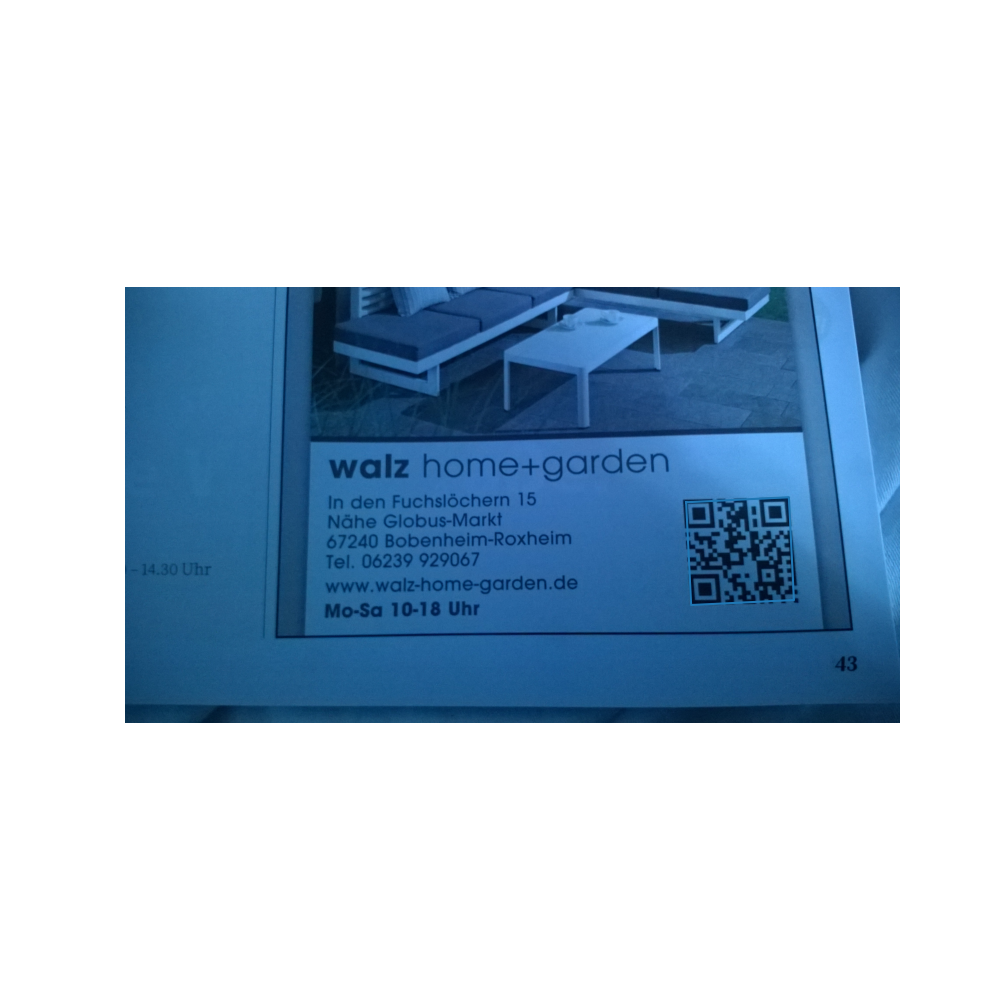 walz home+garden
In den Fuchslöchern 15
Nähe Globus-Markt
67240 Bobenheim-Roxheim
Tel. 06239 929067
www.walz-home-garden.de
Mo-Sa 10-18 Uhr
– 14.30 Uhr
43